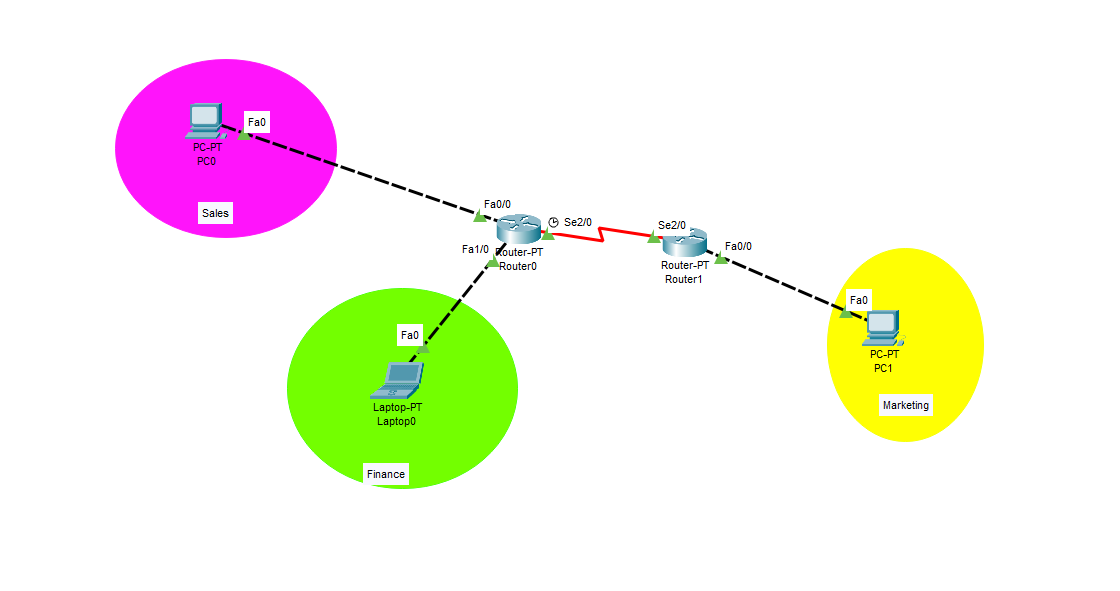 Fa0
PC-PT
PC0
Sales
Fa0/0
Se2/0
Fa1/0
Router-PT
Router0
Se2/0
Router-PT
Router1
Fa0/0
Fa0
PC-PT
PC1
Marketing
Fa0
Laptop-PT
Laptop0
Finance